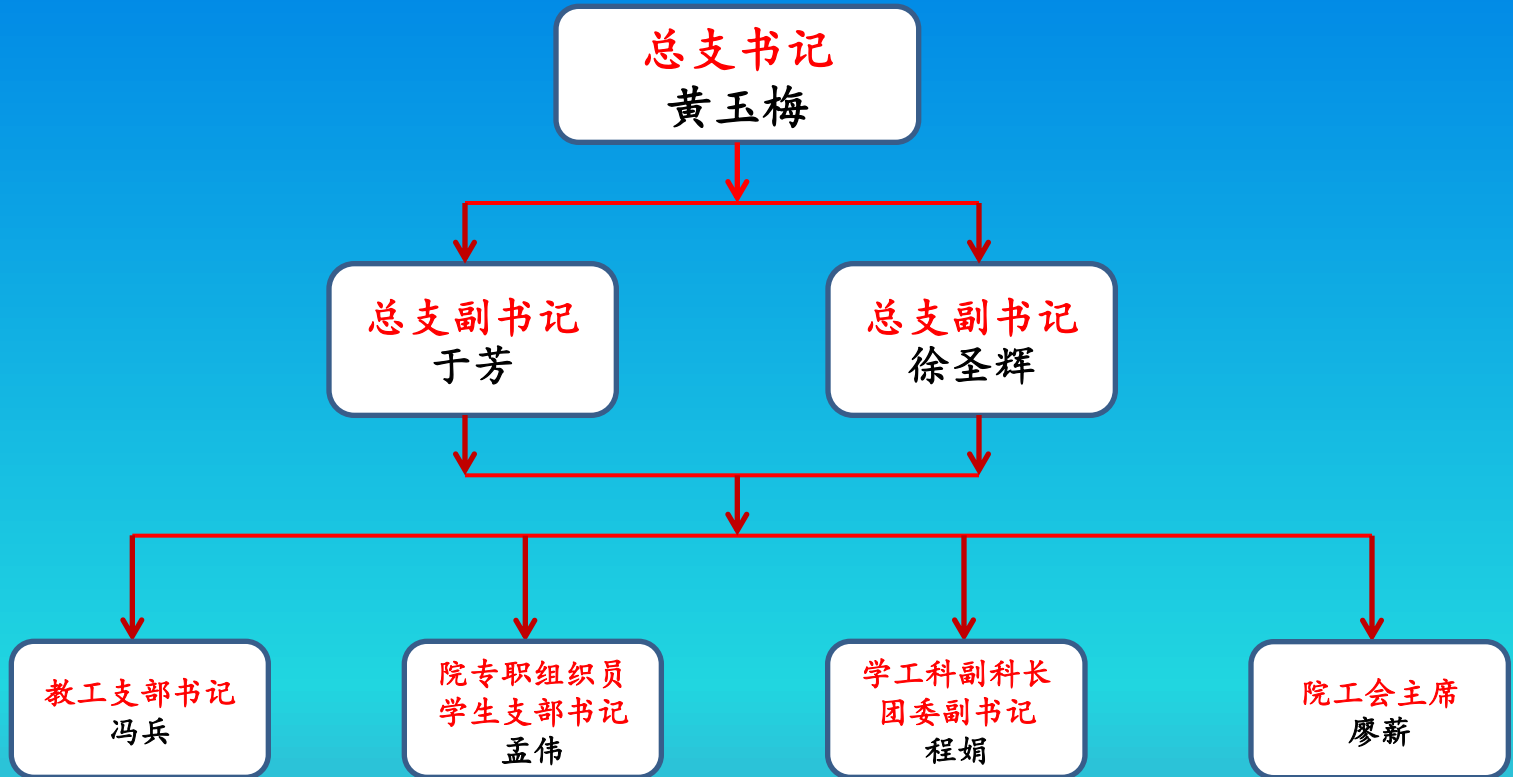 总支书记
黄玉梅
总支副书记
于芳
总支副书记
徐圣辉
教工支部书记
冯兵
院专职组织员
学生支部书记
孟伟
学工科副科长
团委副书记
程娟
院工会主席
廖薪